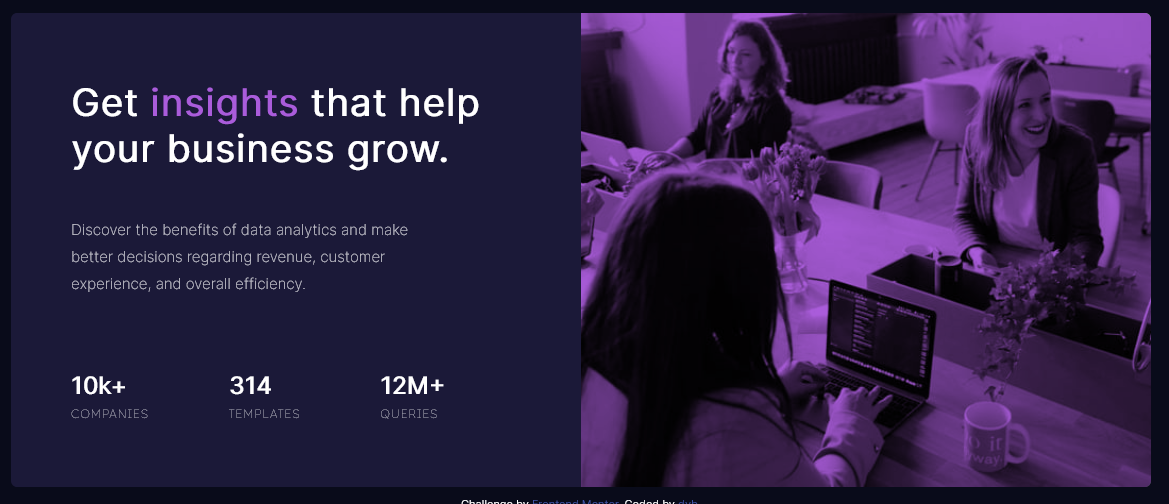 Get insights that help
your business grow.
Discover the benefits of data analytics and make
better decisions regarding revenue, customer
experience, and overall efficiency.
10k+ 314 12M+
COMPANIES TEMPLATES QUERIES
Challenge by Frontend Mentor. Coded by